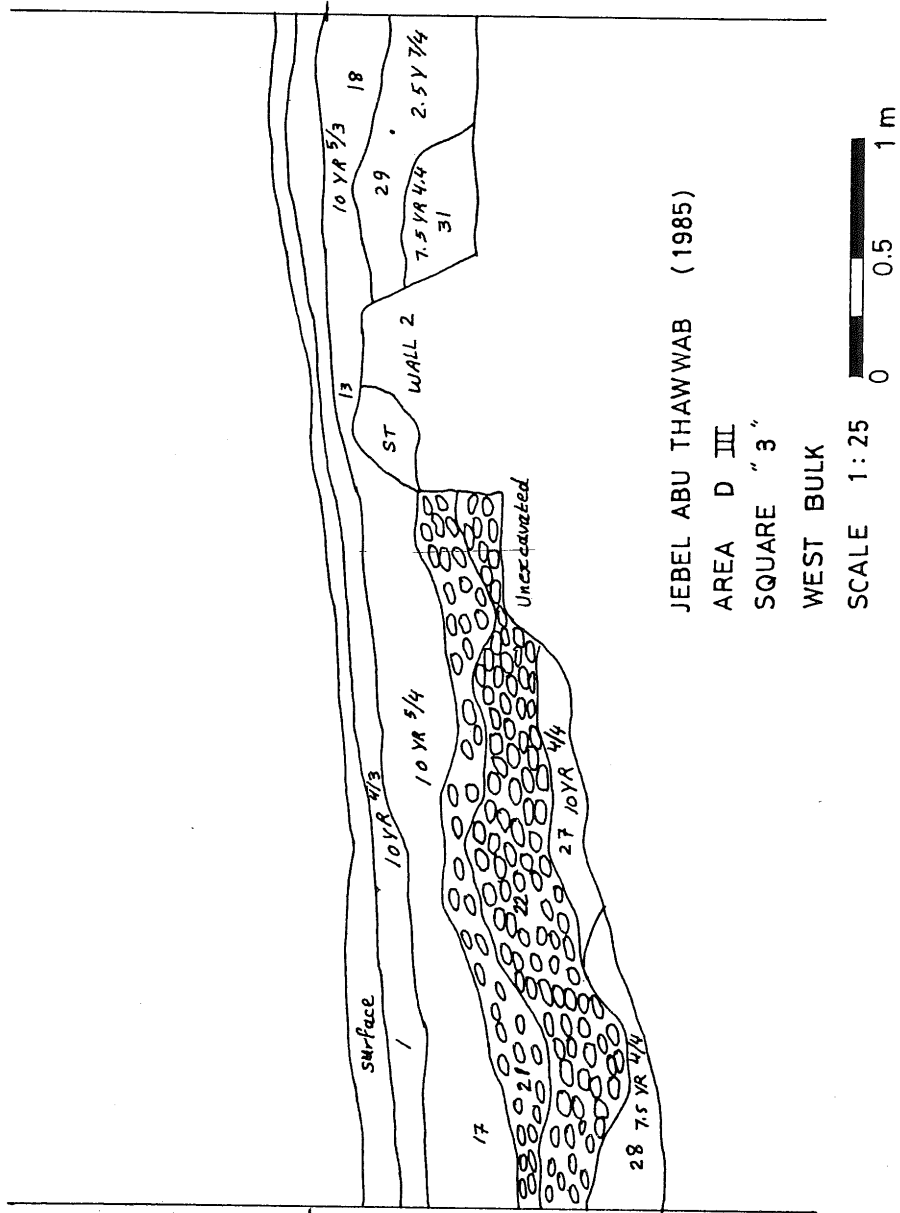 surface
1
10 YR 4/3
10 YR 5/3
18
13
29
2.5 Y 7/4
7.5 YR 4.4
31
WALL 2
ST
17
10 YR 5/4
21
22
Unexcavated
27 10YR 4/4
28 7.5 YR 4/4
JEBEL ABU THAWWAB (1985)
AREA D III
SQUARE "3"
WEST BULK
SCALE 1:25
0 0.5 1 m